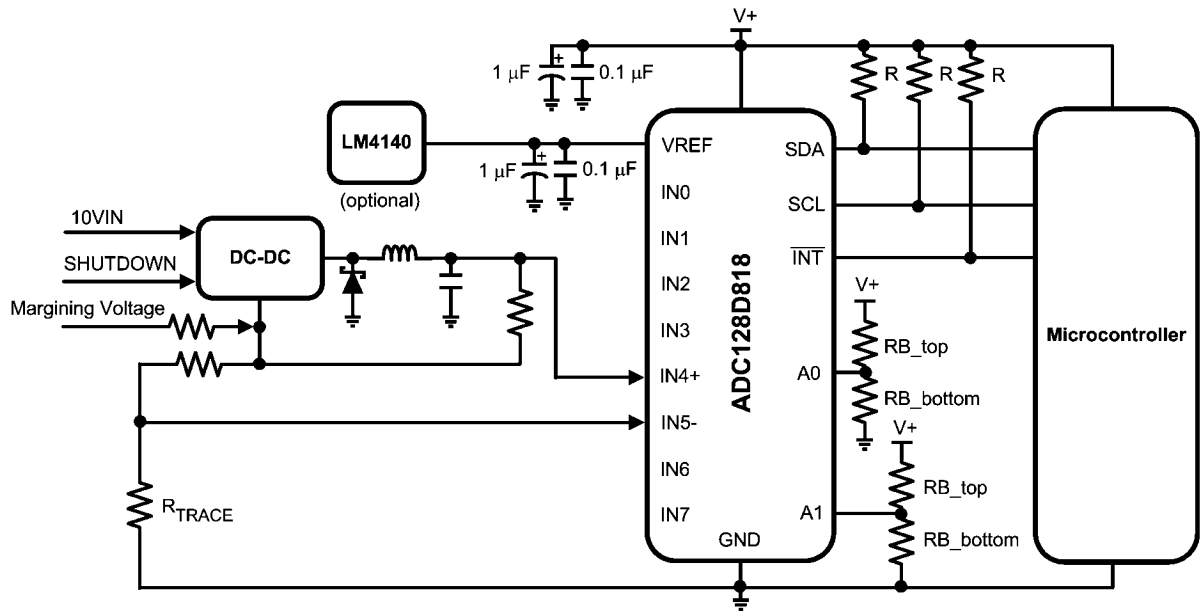 V+
1 µF
+
0.1 µF
R
R
R
LM4140
(optional)
1 µF
+
0.1 µF
VREF
IN0
IN1
IN2
IN3
IN4+
IN5-
IN6
IN7
GND
ADC128D818
SDA
SCL
INT
A0
A1
10VIN
SHUTDOWN
DC-DC
Margining Voltage
RTRACE
V+
RB_top
RB_bottom
V+
RB_top
RB_bottom
Microcontroller